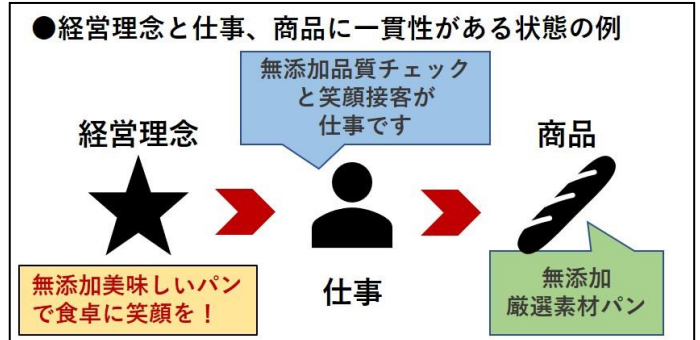 ●経営理念と仕事、商品に一貫性がある状態の例
無添加品質チェック
と笑顔接客が
仕事です
経営理念
商品
無添加美味しいパン
で食卓に笑顔を！
仕事
無添加
厳選素材パン